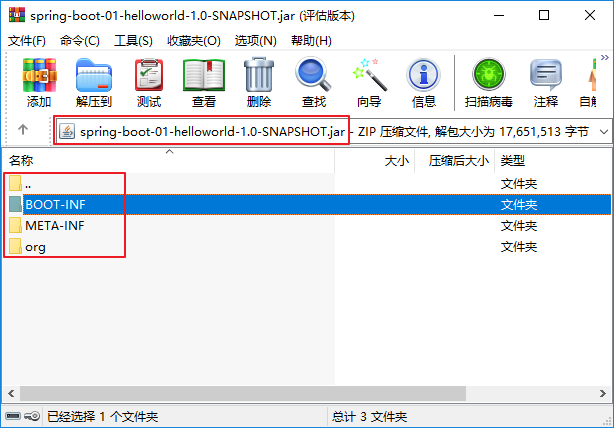 spring-boot-01-helloworld-1.0-SNAPSHOT.jar (评估版本)
文件(F) 命令(C) 工具(S) 收藏夹(O) 选项(N) 帮助(H)
添加 解压到 测试 查看 删除 查找 向导 信息 扫描病毒 注释
spring-boot-01-helloworld-1.0-SNAPSHOT.jar - ZIP 压缩文件, 解包大小为 17,651,513 字节
名称 大小 压缩后大小 类型
.. 文件夹
BOOT-INF 文件夹
META-INF 文件夹
org 文件夹
已经选择 1 个文件夹 总计 3 文件夹